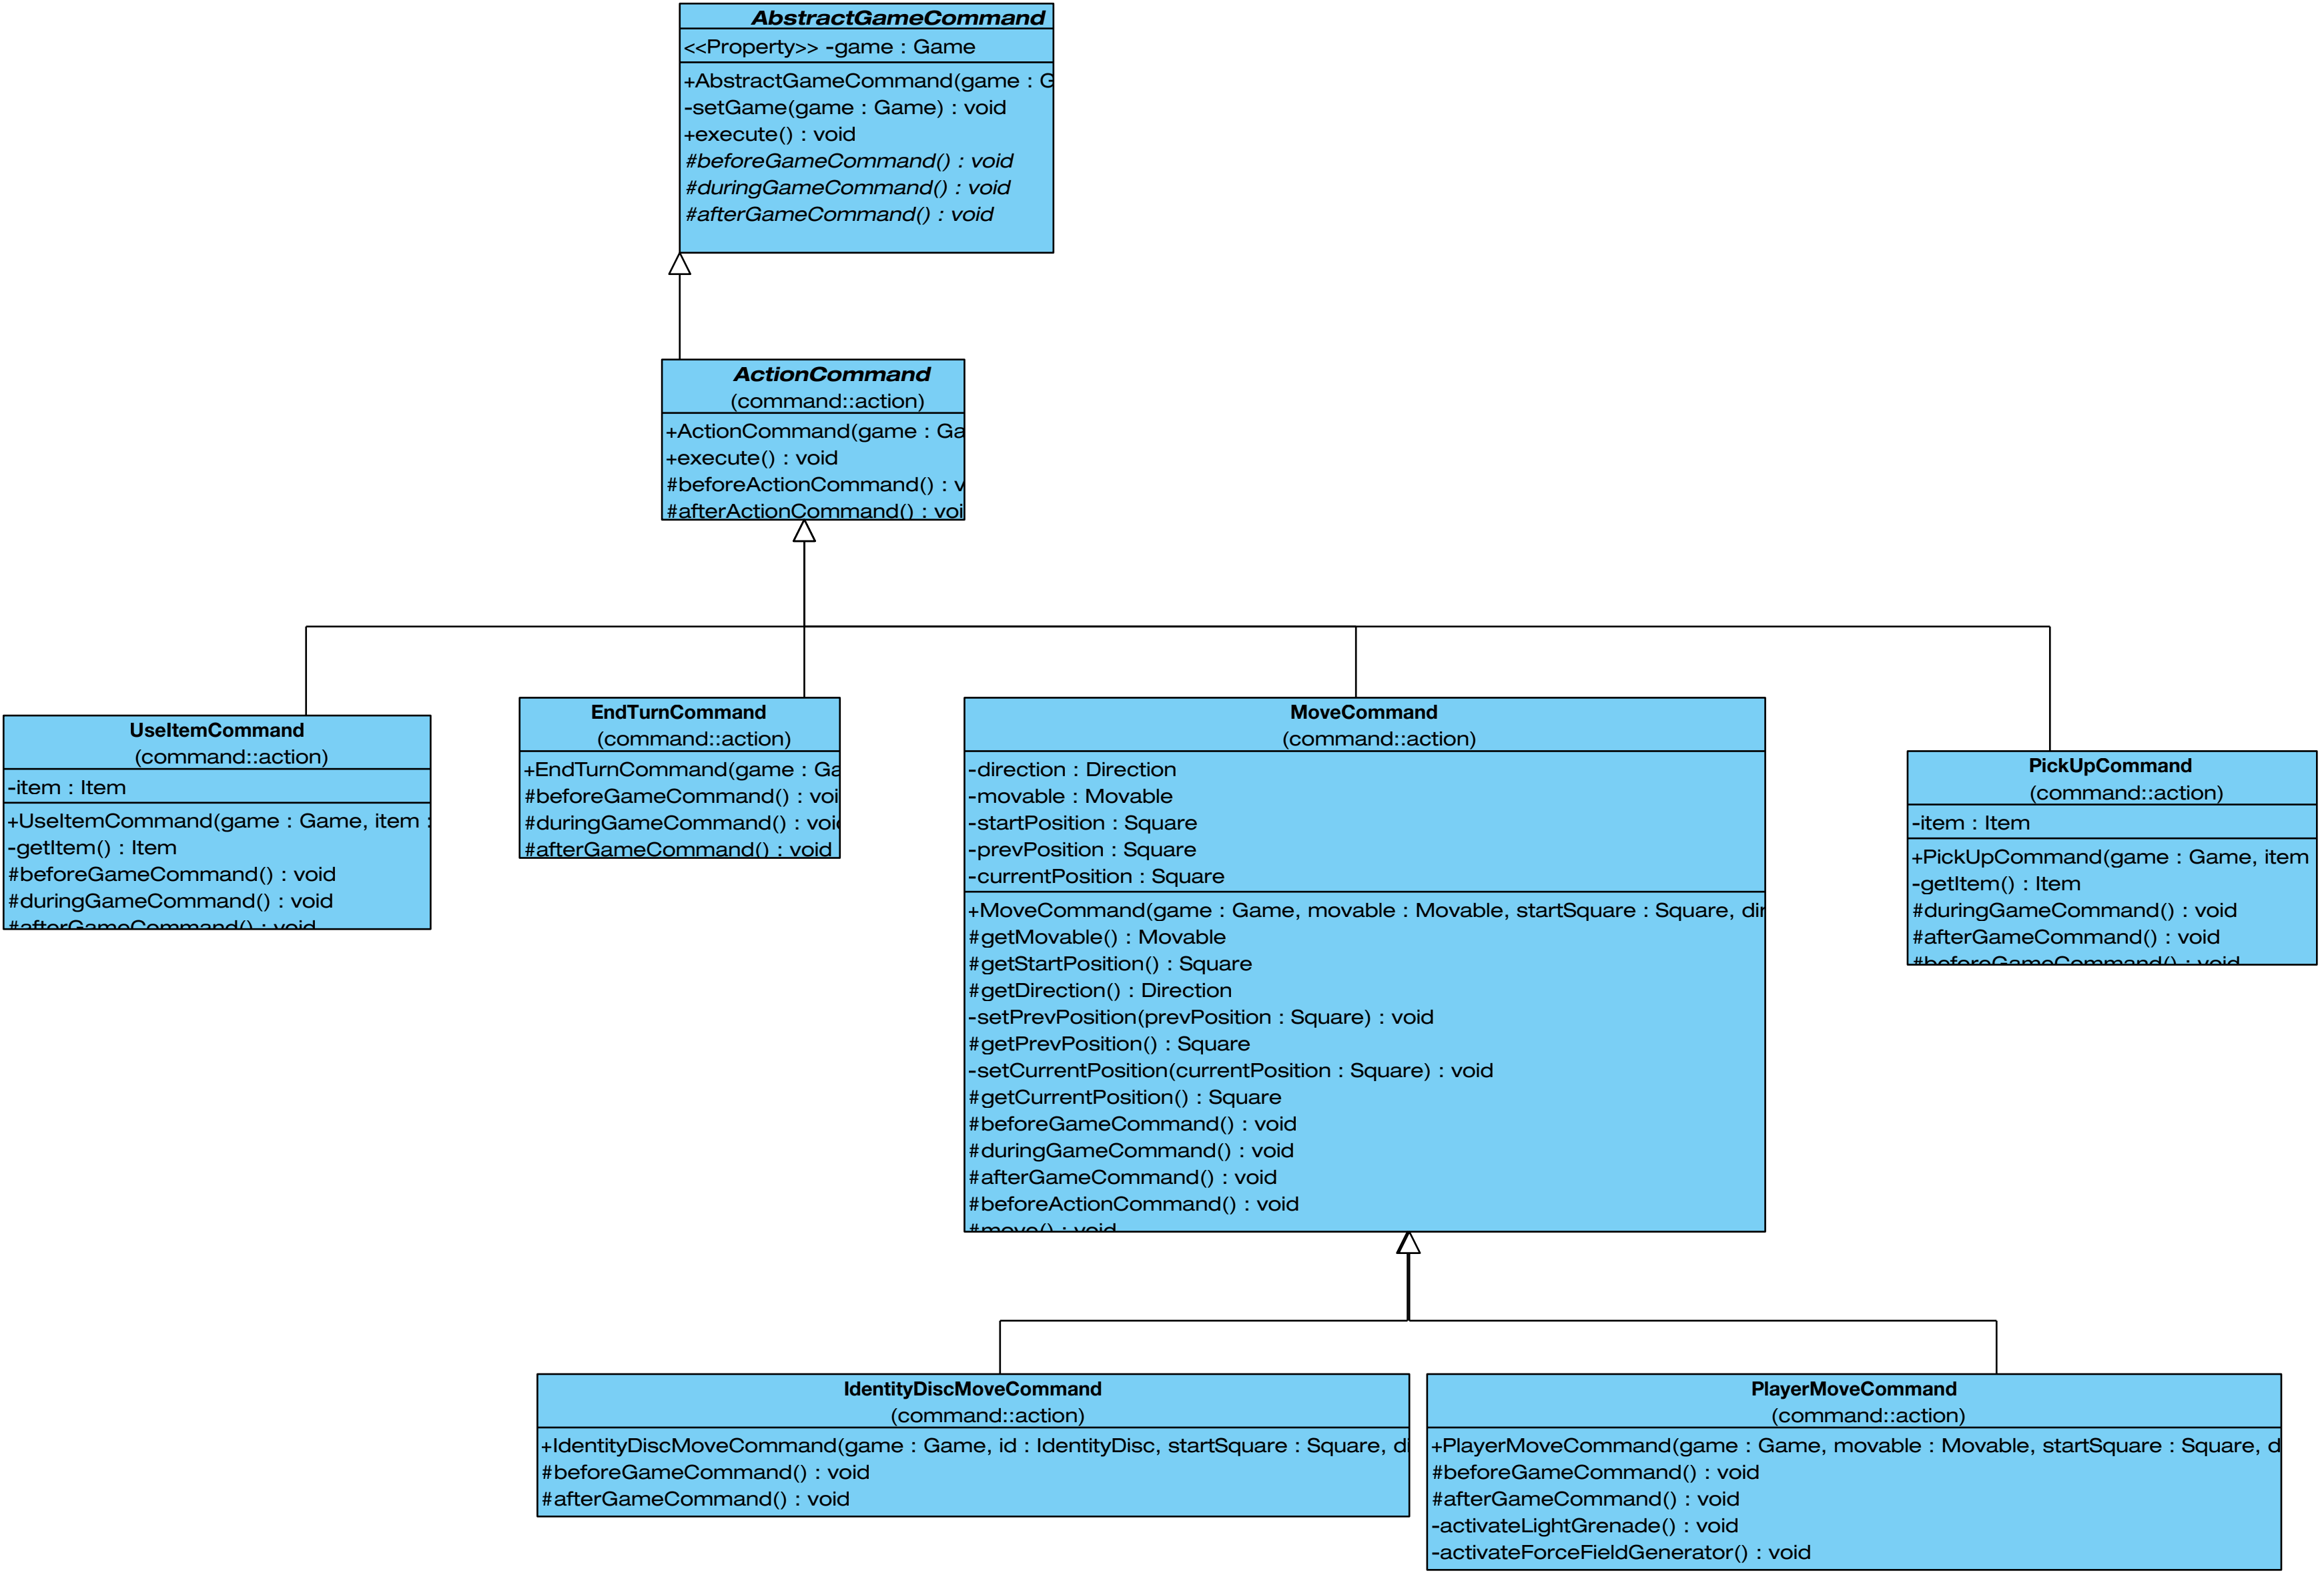 AbstractGameCommand
<<Property>> -game : Game
+AbstractGameCommand(game : G
-setGame(game : Game) : void
+execute() : void
#beforeGameCommand() : void
#duringGameCommand() : void
#afterGameCommand() : void
ActionCommand
(command::action)
+ActionCommand(game : Ga
+execute() : void
#beforeActionCommand() : v
#afterActionCommand() : voi
UseItemCommand
(command::action)
-item : Item
+UseItemCommand(game : Game, item :
-getItem() : Item
#beforeGameCommand() : void
#duringGameCommand() : void
#afterGameCommand() : void
EndTurnCommand
(command::action)
+EndTurnCommand(game : Ga
#beforeGameCommand() : voi
#duringGameCommand() : voi
#afterGameCommand() : void
MoveCommand
(command::action)
-direction : Direction
-movable : Movable
-startPosition : Square
-prevPosition : Square
-currentPosition : Square
+MoveCommand(game : Game, movable : Movable, startSquare : Square, dir
#getMovable() : Movable
#getStartPosition() : Square
#getDirection() : Direction
-setPrevPosition(prevPosition : Square) : void
#getPrevPosition() : Square
-setCurrentPosition(currentPosition : Square) : void
#getCurrentPosition() : Square
#beforeGameCommand() : void
#duringGameCommand() : void
#afterGameCommand() : void
#beforeActionCommand() : void
#move() : void
PickUpCommand
(command::action)
-item : Item
+PickUpCommand(game : Game, item
-getItem() : Item
#duringGameCommand() : void
#afterGameCommand() : void
#beforeGameCommand() : void
IdentityDiscMoveCommand
(command::action)
+IdentityDiscMoveCommand(game : Game, id : IdentityDisc, startSquare : Square, di
#beforeGameCommand() : void
#afterGameCommand() : void
PlayerMoveCommand
(command::action)
+PlayerMoveCommand(game : Game, movable : Movable, startSquare : Square, d
#beforeGameCommand() : void
#afterGameCommand() : void
-activateLightGrenade() : void
-activateForceFieldGenerator() : void